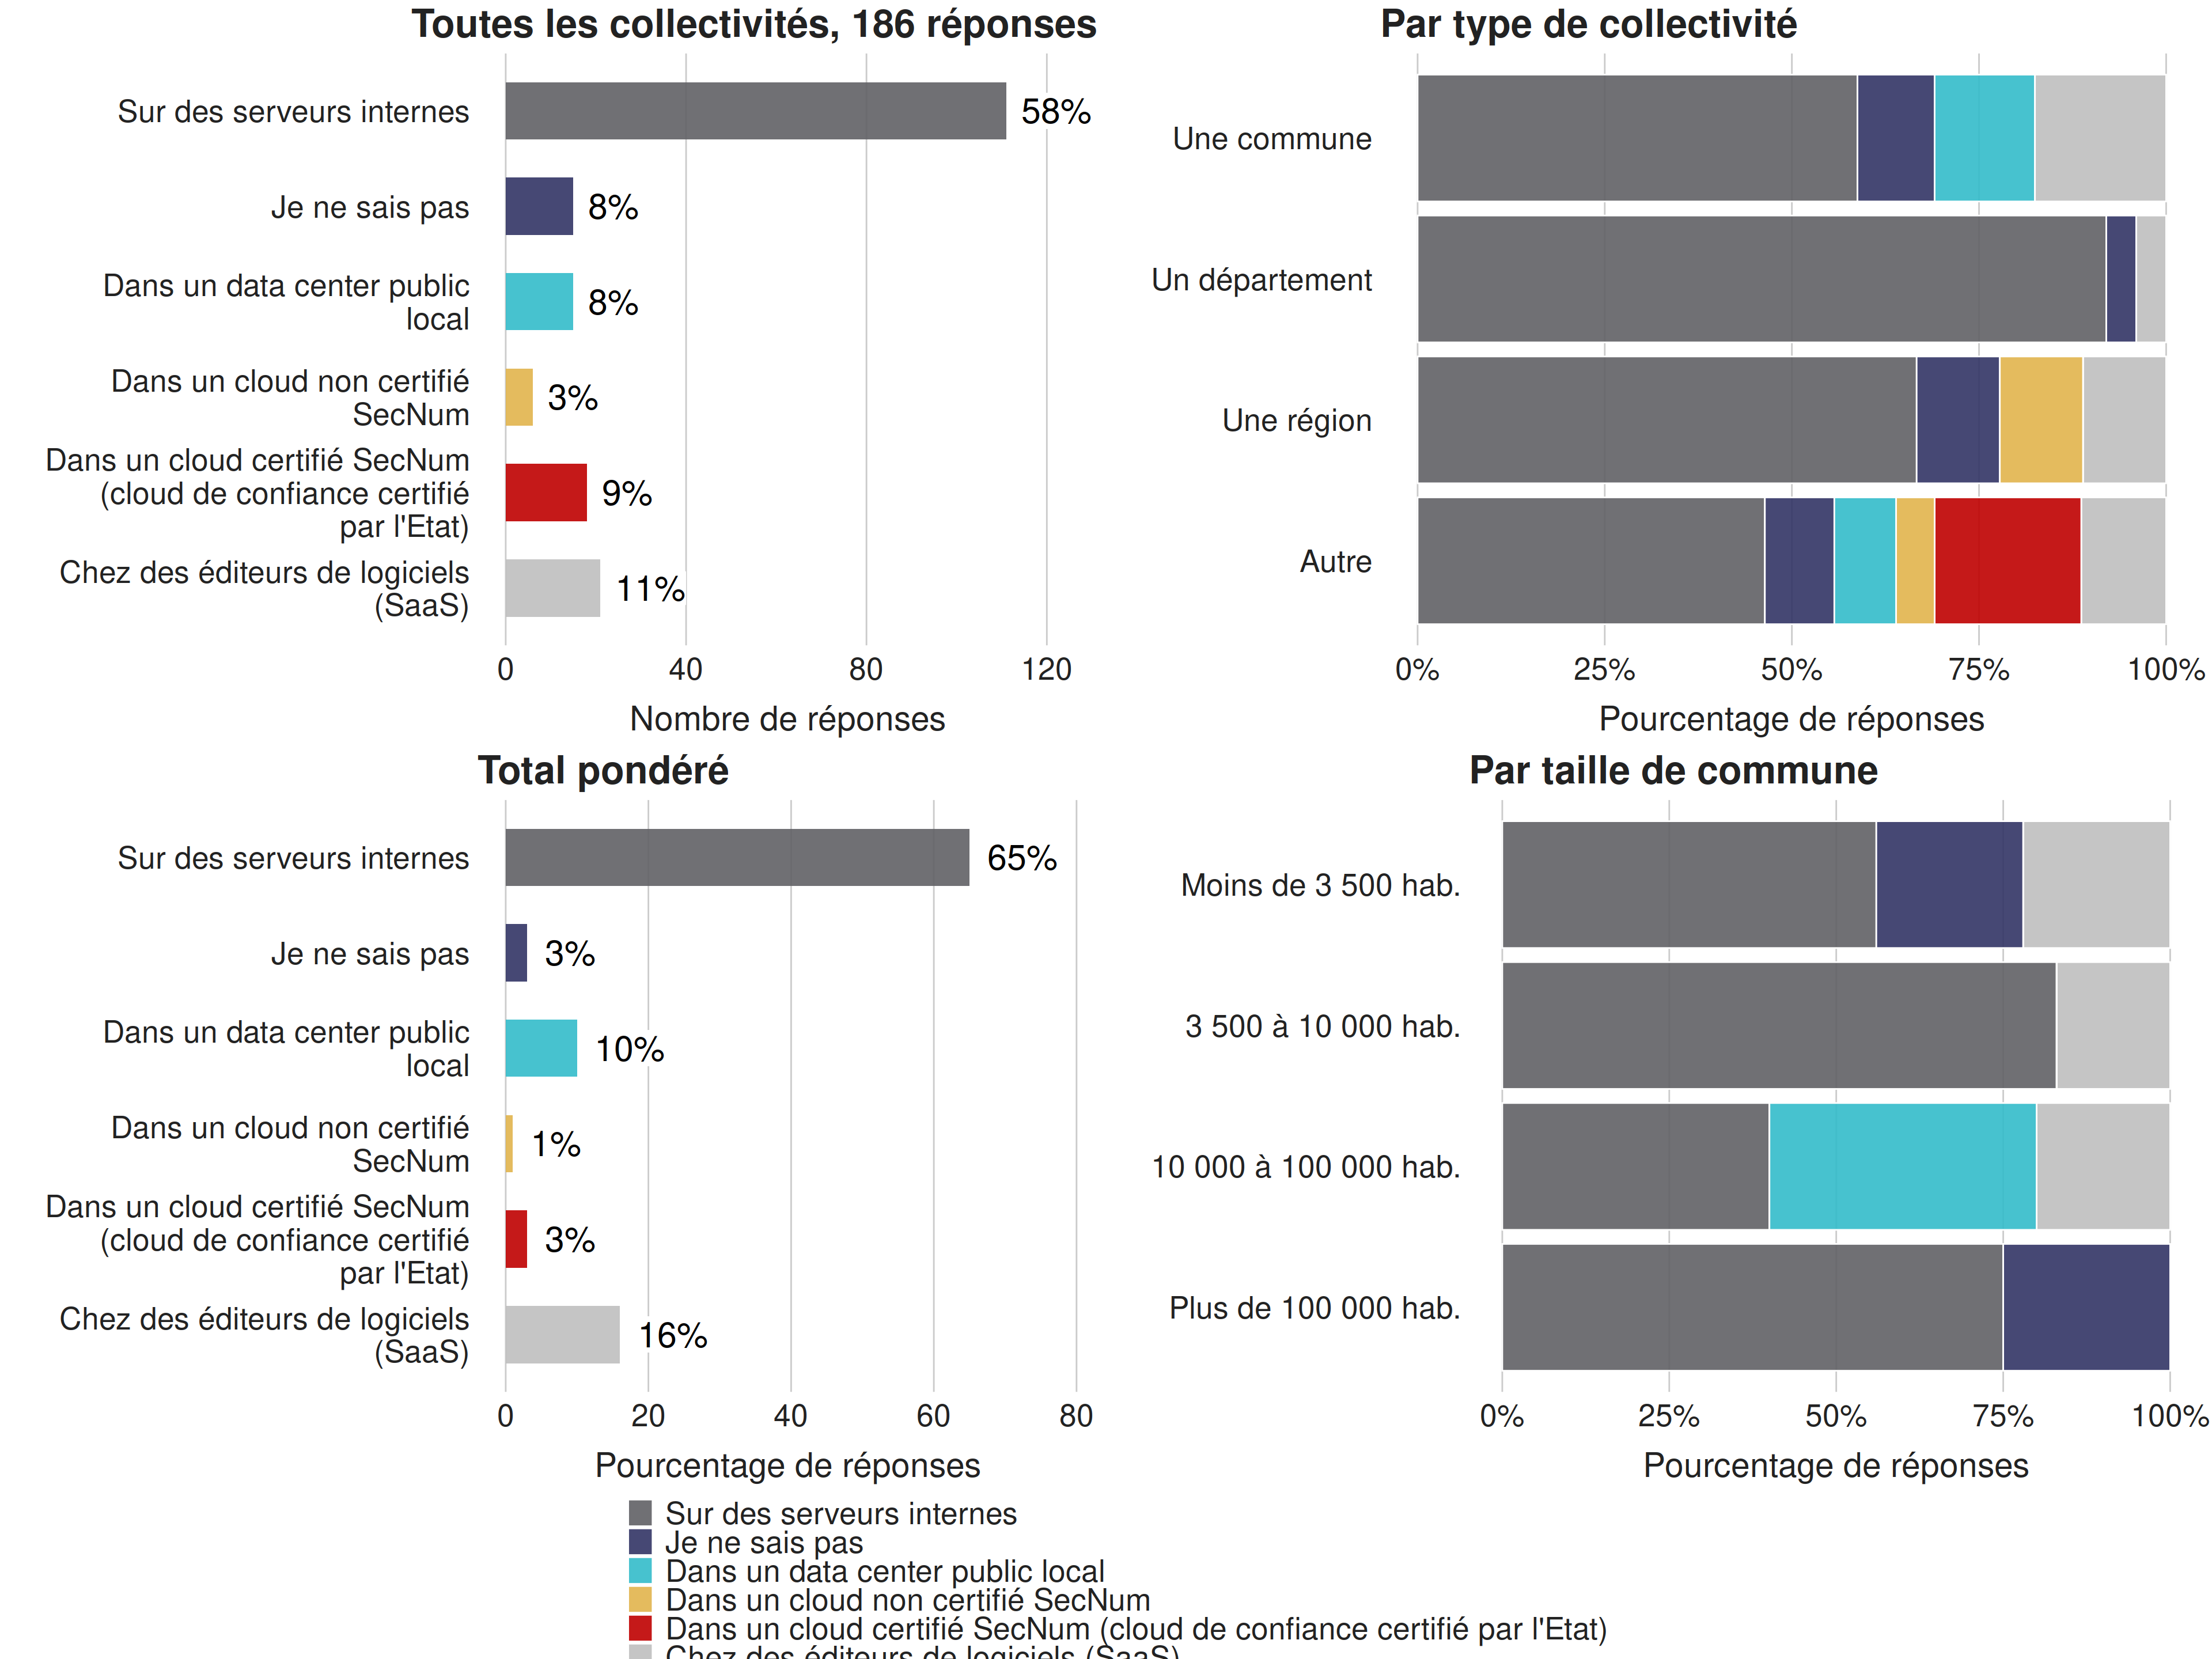 Toutes les collectivités, 186 réponses
Sur des serveurs internes
58%
Je ne sais pas
8%
Dans un data center public
local
8%
Dans un cloud non certifié
SecNum
3%
Dans un cloud certifié SecNum
(cloud de confiance certifié
par l'Etat)
9%
Chez des éditeurs de logiciels
(SaaS)
11%
0 40 80 120
Nombre de réponses
Par type de collectivité
Une commune
Un département
Une région
Autre
0% 25% 50% 75% 100%
Pourcentage de réponses
Total pondéré
Sur des serveurs internes
65%
Je ne sais pas
3%
Dans un data center public
local
10%
Dans un cloud non certifié
SecNum
1%
Dans un cloud certifié SecNum
(cloud de confiance certifié
par l'Etat)
3%
Chez des éditeurs de logiciels
(SaaS)
16%
0 20 40 60 80
Pourcentage de réponses
Par taille de commune
Moins de 3 500 hab.
3 500 à 10 000 hab.
10 000 à 100 000 hab.
Plus de 100 000 hab.
0% 25% 50% 75% 100%
Pourcentage de réponses
Sur des serveurs internes
Je ne sais pas
Dans un data center public local
Dans un cloud non certifié SecNum
Dans un cloud certifié SecNum (cloud de confiance certifié par l'Etat)
Chez des éditeurs de logiciels (SaaS)